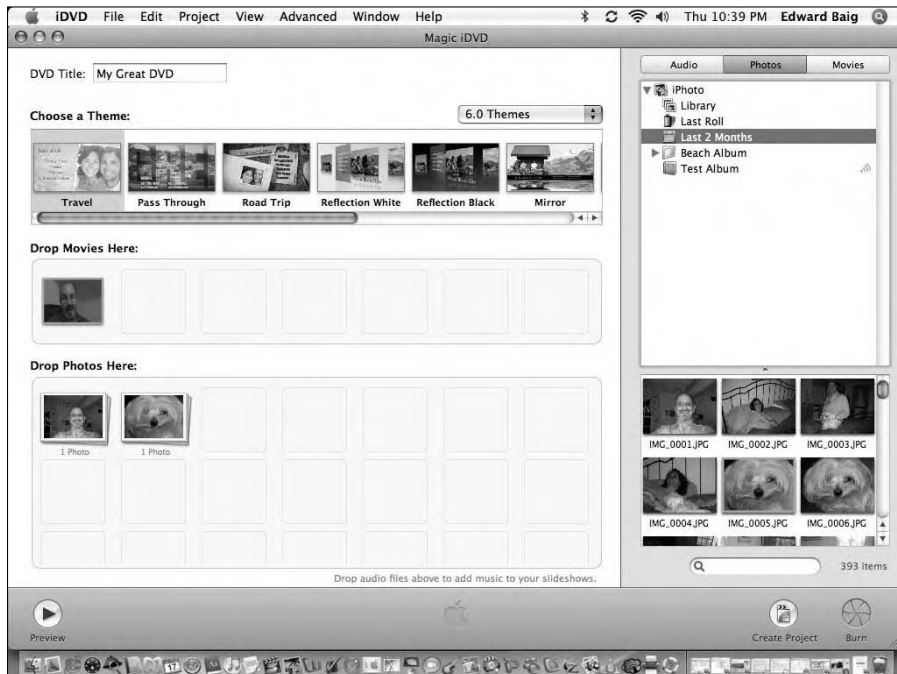 iDVD File Edit Project View Advanced Window Help Thu 10:39 PM Edward Baig
Magic iDVD
DVD Title: My Great DVD
Choose a Theme: 6.0 Themes
Travel Pass Through Road Trip Reflection White Reflection Black Mirror
Drop Movies Here:
Drop Photos Here:
1 Photo 1 Photo
Drop audio files above to add music to your slideshows.
Audio Photos Movies
iPhoto
Library
Last Roll
Last 2 Months
Beach Album
Test Album
IMG_0001.JPG IMG_0002.JPG IMG_0003.JPG
IMG_0004.JPG IMG_0005.JPG IMG_0006.JPG
393 items
Preview Create Project Burn
17